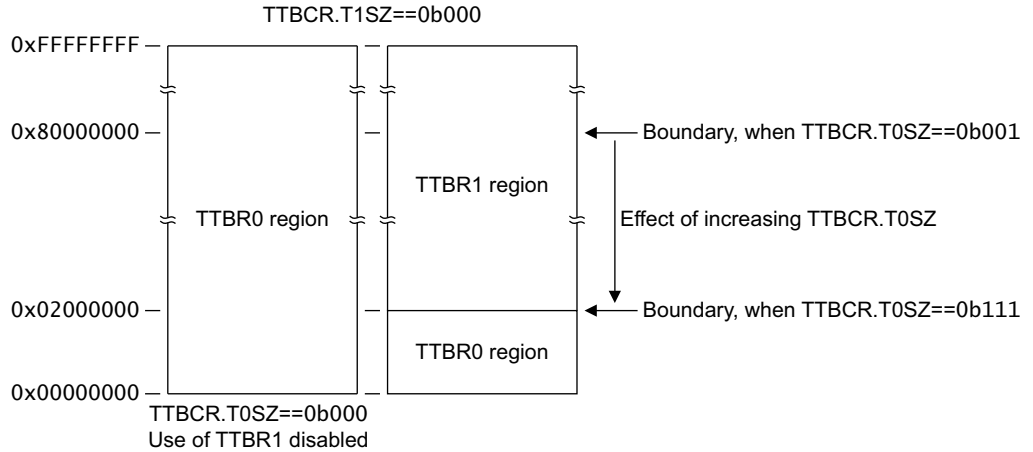 TTBCR.T1SZ==0b000
0xFFFFFFFF
0x80000000
Boundary, when TTBCR.T0SZ==0b001
TTBR1 region
TTBR0 region
Effect of increasing TTBCR.T0SZ
0x02000000
Boundary, when TTBCR.T0SZ==0b111
TTBR0 region
0x00000000
TTBCR.T0SZ==0b000
Use of TTBR1 disabled